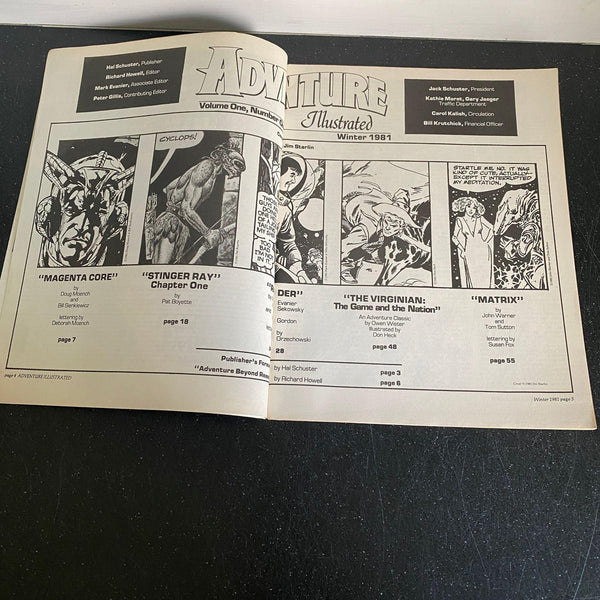 Hal Schuster, Publisher
Richard Howell, Editor
Mark Evanier, Associate Editor
Peter Gillis, Contributing Editor
ADVENTURE
Illustrated
Volume One, Number
Winter 1981
Jack Schuster, President
Kathie Maret, Gary Jaeger
Traffic Department
Carol Kalish, Circulation
Bill Krutchick, Financial Officer
Jim Starlin
CYCLOPS!
STARTLE ME, NO. IT WAS
KIND OF CUTE, ACTUALLY--
EXCEPT IT INTERRUPTED
MY MEDITATION.
"MAGENTA CORE"
by
Doug Moench
and
Bill Sienkiewicz
lettering by
Deborah Moench
page 7
"STINGER RAY"
Chapter One
by
Pat Boyette
page 18
DER"
Evanier
Sekowsky
Gordon
by
Orzechowski
28
"THE VIRGINIAN:
The Game and the Nation"
An Adventure Classic
by Owen Wister
Illustrated by
Don Heck
page 48
"MATRIX"
by
John Warner
and
Tom Sutton
lettering by
Susan Fox
page 55
Publisher's
by Hal Schuster page 3
"Adventure Beyond
by Richard Howell page 6
page 4 ADVENTURE ILLUSTRATED
Winter 1981 page 5